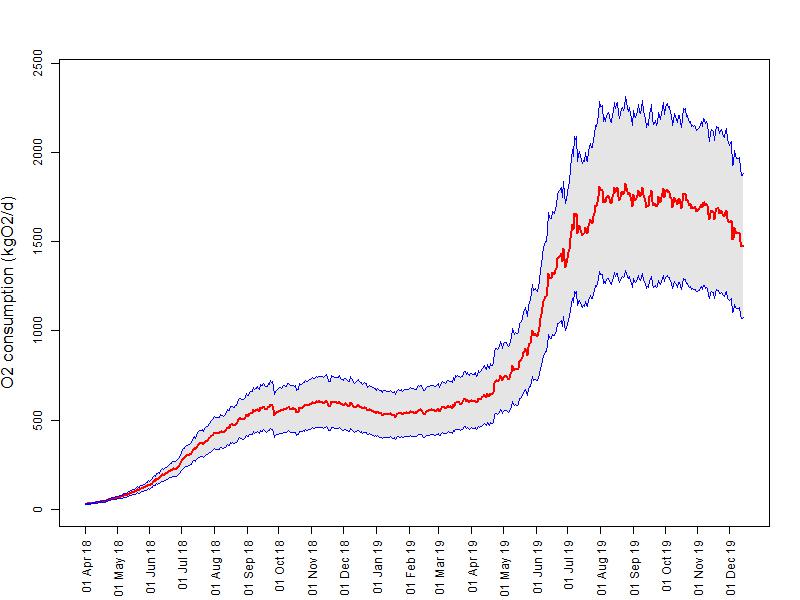 2500
2000
1500
1000
500
0
O2 consumption (kgO2/d)
01 Apr 18
01 May 18
01 Jun 18
01 Jul 18
01 Aug 18
01 Sep 18
01 Oct 18
01 Nov 18
01 Dec 18
01 Jan 19
01 Feb 19
01 Mar 19
01 Apr 19
01 May 19
01 Jun 19
01 Jul 19
01 Aug 19
01 Sep 19
01 Oct 19
01 Nov 19
01 Dec 19